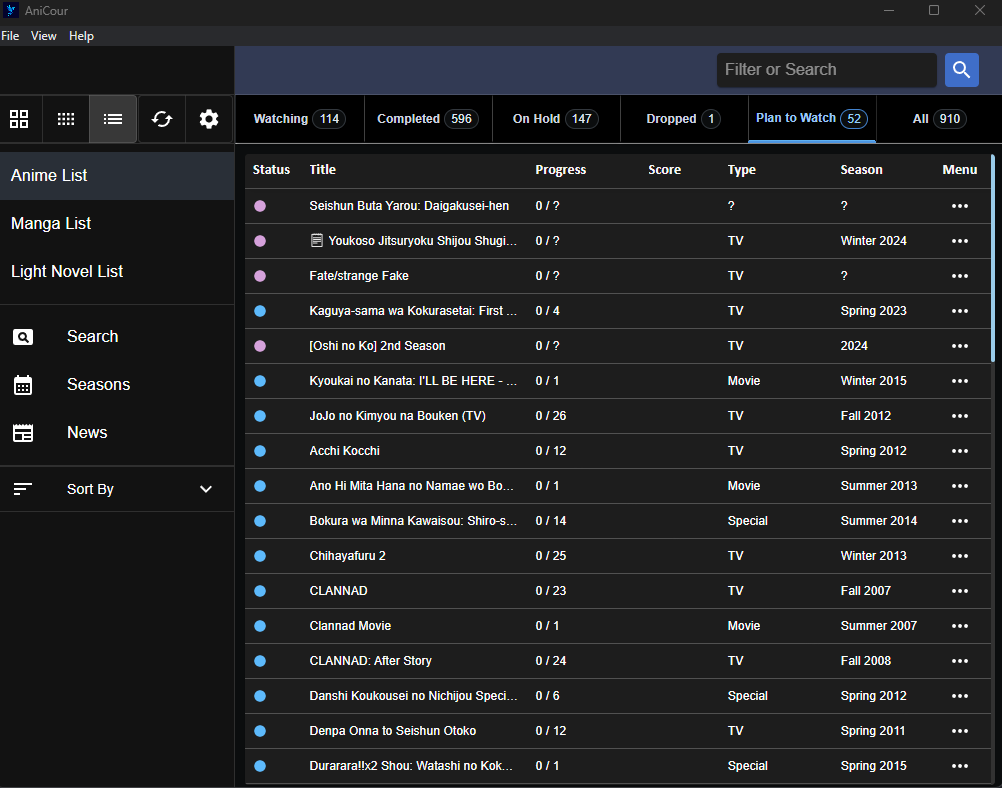 AniCour
File View Help
Filter or Search
Watching 114 Completed 596 On Hold 147 Dropped 1 Plan to Watch 52 All 910
Anime List
Manga List
Light Novel List
Search
Seasons
News
Sort By
Status Title Progress Score Type Season Menu
Seishun Buta Yarou: Daigakusei-hen 0 / ? ? ?
Youkoso Jitsuryoku Shijou Shugi... 0 / ? TV Winter 2024
Fate/strange Fake 0 / ? TV ?
Kaguya-sama wa Kokurasetai: First ... 0 / 4 TV Spring 2023
[Oshi no Ko] 2nd Season 0 / ? TV 2024
Kyoukai no Kanata: I'LL BE HERE - ... 0 / 1 Movie Winter 2015
JoJo no Kimyou na Bouken (TV) 0 / 26 TV Fall 2012
Acchi Kocchi 0 / 12 TV Spring 2012
Ano Hi Mita Hana no Namae wo Bo... 0 / 1 Movie Summer 2013
Bokura wa Minna Kawaisou: Shiro-s... 0 / 14 Special Summer 2014
Chihayafuru 2 0 / 25 TV Winter 2013
CLANNAD 0 / 23 TV Fall 2007
Clannad Movie 0 / 1 Movie Summer 2007
CLANNAD: After Story 0 / 24 TV Fall 2008
Danshi Koukousei no Nichijou Speci... 0 / 6 Special Spring 2012
Denpa Onna to Seishun Otoko 0 / 12 TV Spring 2011
Durarara!!x2 Shou: Watashi no Kok... 0 / 1 Special Spring 2015